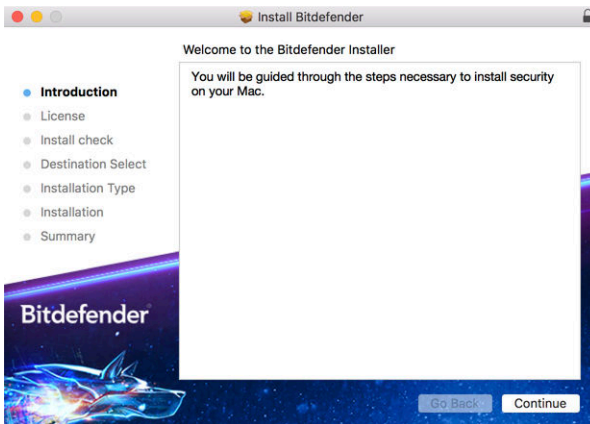 Install Bitdefender
Welcome to the Bitdefender Installer
Introduction
License
Install check
Destination Select
Installation Type
Installation
Summary
You will be guided through the steps necessary to install security
on your Mac.
Bitdefender
Go Back
Continue